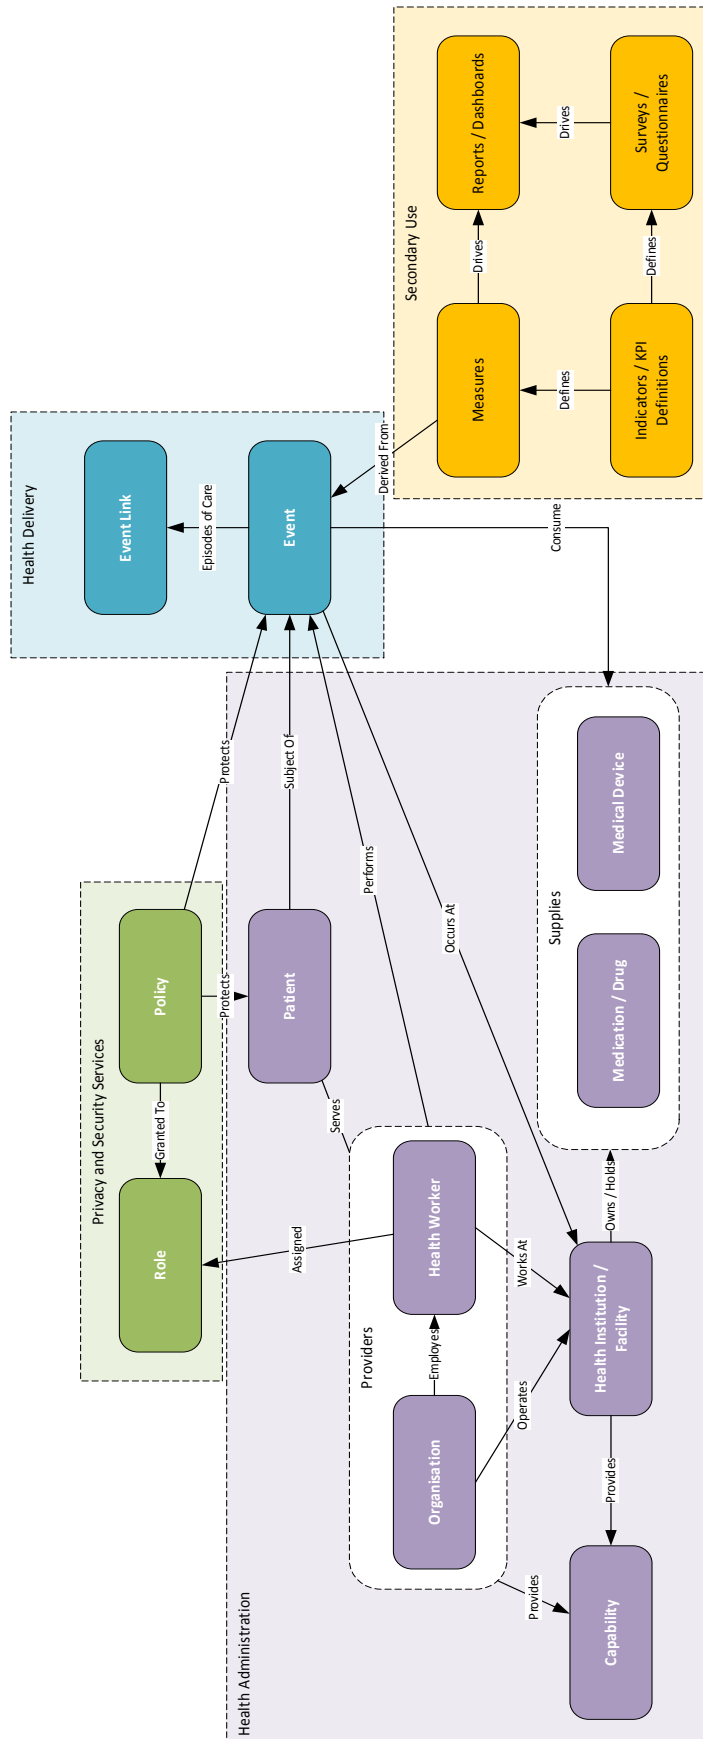 Privacy and Security Services
Role
Granted To
Policy
Protects
Protects
Health Delivery
Event Link
Episodes of Care
Event
Health Administration
Assigned
Patient
Subject Of
Serves
Performs
Providers
Organisation
Employes
Health Worker
Occurs At
Derived From
Consume
Operates
Works At
Provides
Capability
Provides
Health Institution /
Facility
Owns / Holds
Supplies
Medication / Drug
Medical Device
Secondary Use
Measures
Drives
Reports / Dashboards
Defines
Drives
Indicators / KPI
Definitions
Defines
Surveys /
Questionnaires